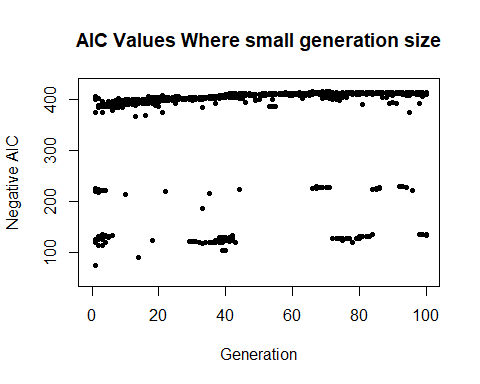 AIC Values Where small generation size
Negative AIC
400
300
200
100
0 20 40 60 80 100
Generation